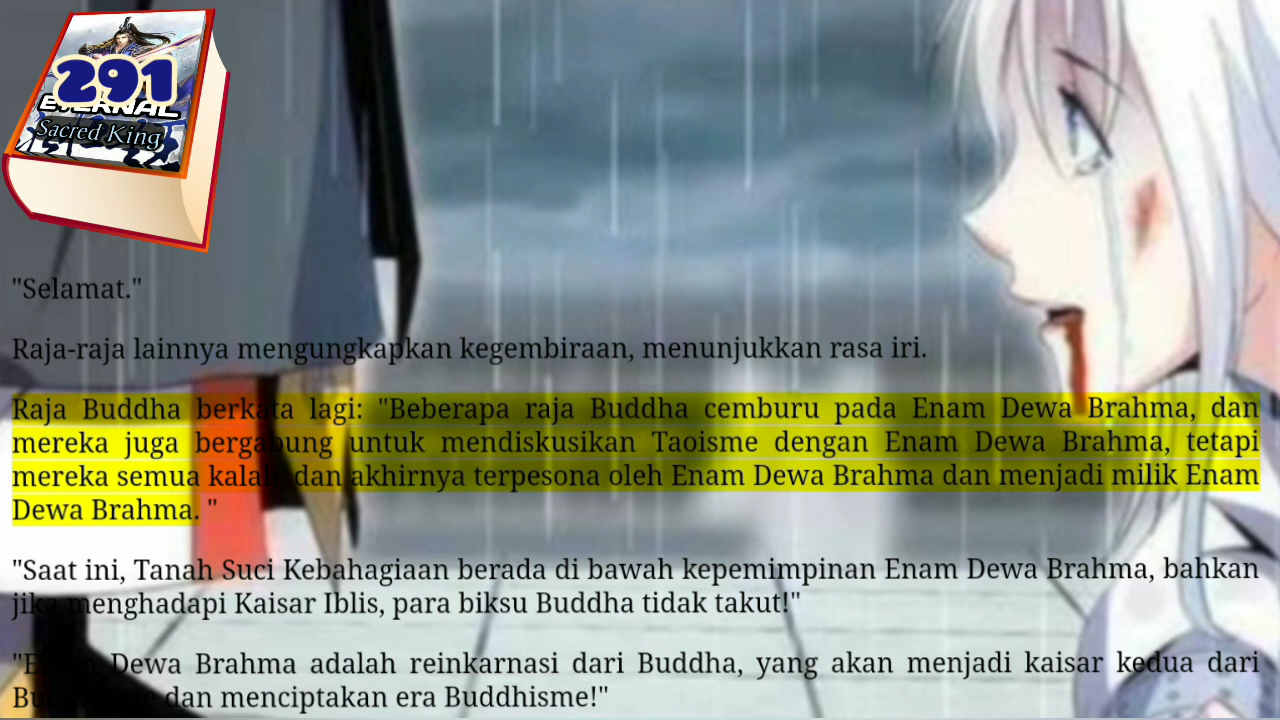 291
ETERNAL
Sacred King
"Selamat."
Raja-raja lainnya mengungkapkan kegembiraan, menunjukkan rasa iri.
Raja Buddha berkata lagi: "Beberapa raja Buddha cemburu pada Enam Dewa Brahma, dan
mereka juga bergabung untuk mendiskusikan Taoisme dengan Enam Dewa Brahma, tetapi
mereka semua kalah, dan akhirnya terpesona oleh Enam Dewa Brahma dan menjadi milik Enam
Dewa Brahma. "
"Saat ini, Tanah Suci Kebahagiaan berada di bawah kepemimpinan Enam Dewa Brahma, bahkan
jika menghadapi Kaisar Iblis, para biksu Buddha tidak takut!"
"Enam Dewa Brahma adalah reinkarnasi dari Buddha, yang akan menjadi kaisar kedua dari
Buddhisme dan menciptakan era Buddhisme!"